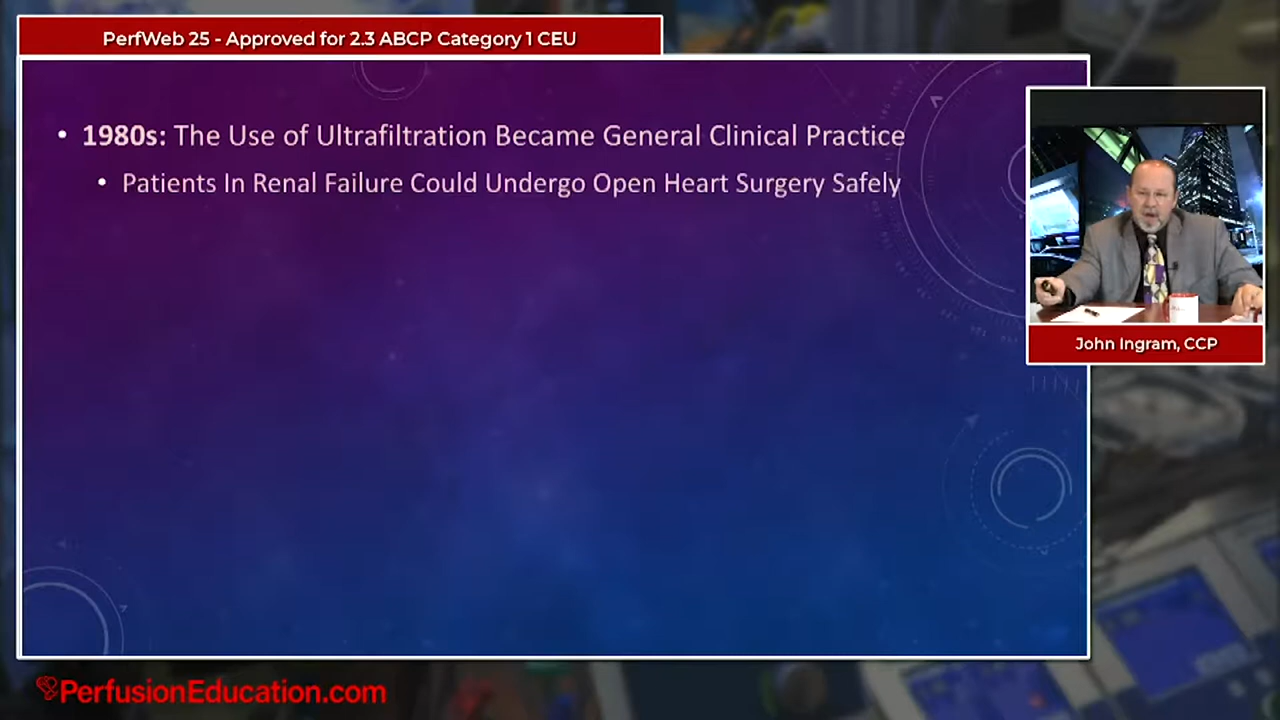 PerfWeb 25 - Approved for 2.3 ABCP Category 1 CEU
• 1980s: The Use of Ultrafiltration Became General Clinical Practice
• Patients In Renal Failure Could Undergo Open Heart Surgery Safely
John Ingram, CCP
PerfusionEducation.com